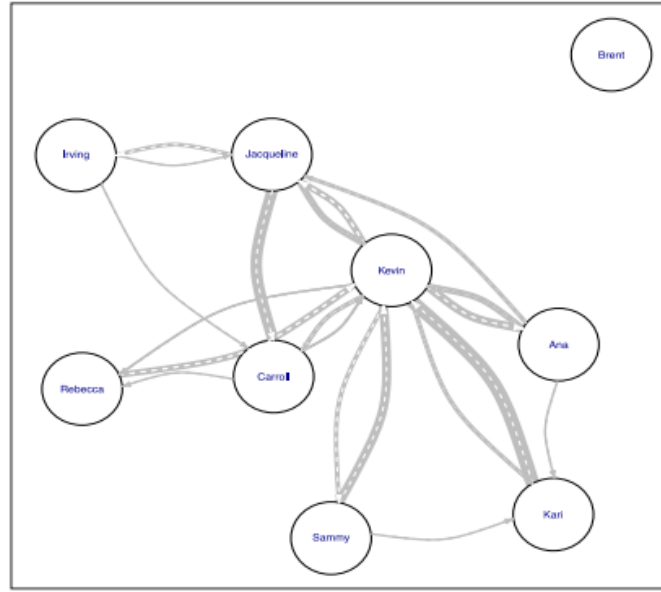 Brent
Irving
Jacqueline
Kevin
Ana
Carroll
Rebecca
Kari
Sammy